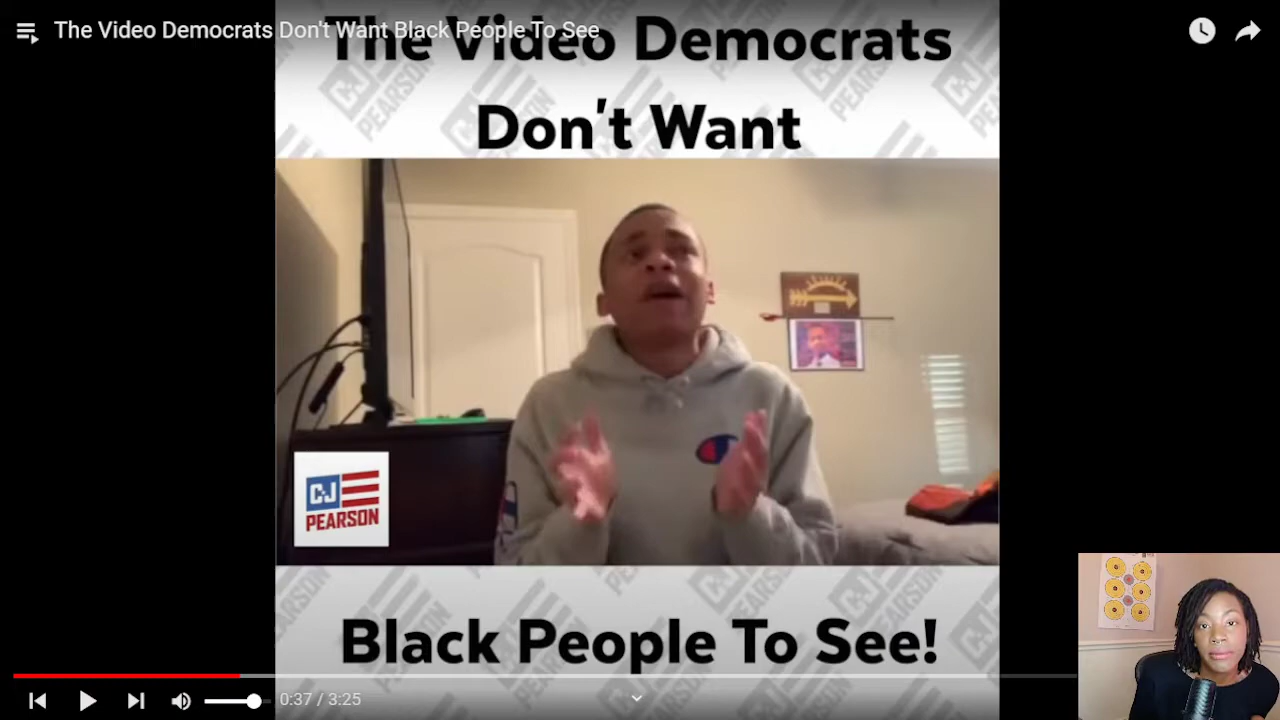 The Video Democrats Don't Want Black People To See
The Video Democrats
Don't Want
CJ
PEARSON
Black People To See!
0:37 / 3:25